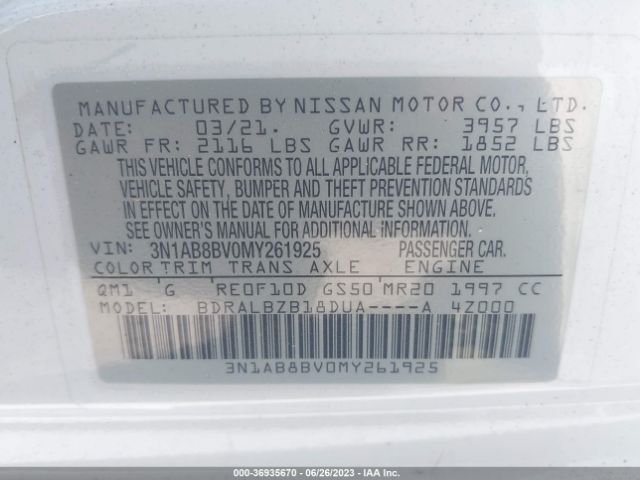 MANUFACTURED BY NISSAN MOTOR CO., LTD.
DATE: 03/21. GVWR: 3957 LBS
GAWR FR: 2116 LBS GAWR RR: 1852 LBS
THIS VEHICLE CONFORMS TO ALL APPLICABLE FEDERAL MOTOR,
VEHICLE SAFETY, BUMPER AND THEFT PREVENTION STANDARDS
IN EFFECT ON THE DATE OF MANUFACTURE SHOWN ABOVE.
SEE OWNER'S MANUAL FOR ADDITIONAL INFORMATION.
VIN: 3N1AB8BV0MY261925 PASSENGER CAR.
COLOR TRIM TRANS AXLE ENGINE
QM1 G RE0F10D GS50 MR20 1997 CC
MODEL: BDRALBZB18DUA----A 4Z000
3N1AB8BV0MY261925
000-36935670 - 06/26/2023 - IAA Inc.